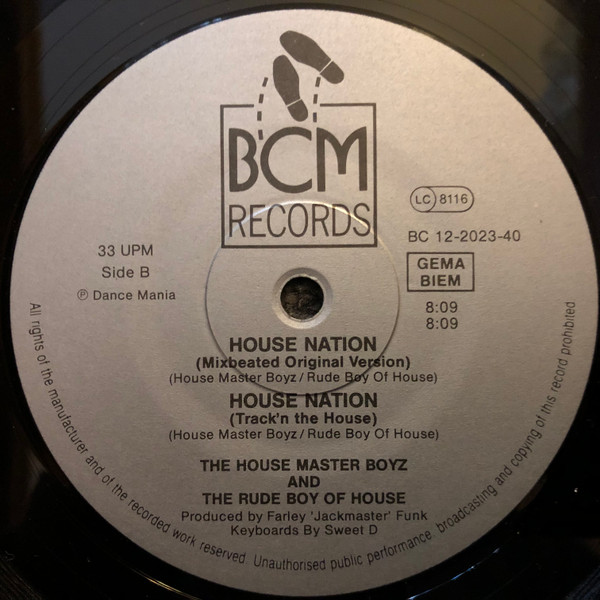 BCM
RECORDS
LC 8116
BC 12-2023-40
GEMA
BIEM
33 UPM
Side B
℗ Dance Mania
8:09
8:09
HOUSE NATION
(Mixbeated Original Version)
(House Master Boyz/Rude Boy Of House)
HOUSE NATION
(Track'n the House)
(House Master Boyz/Rude Boy Of House)
THE HOUSE MASTER BOYZ
AND
THE RUDE BOY OF HOUSE
Produced by Farley 'Jackmaster' Funk
Keyboards By Sweet D
All rights of the manufacturer and of the recorded work reserved. Unauthorised public performance, broadcasting and copying of this record prohibited